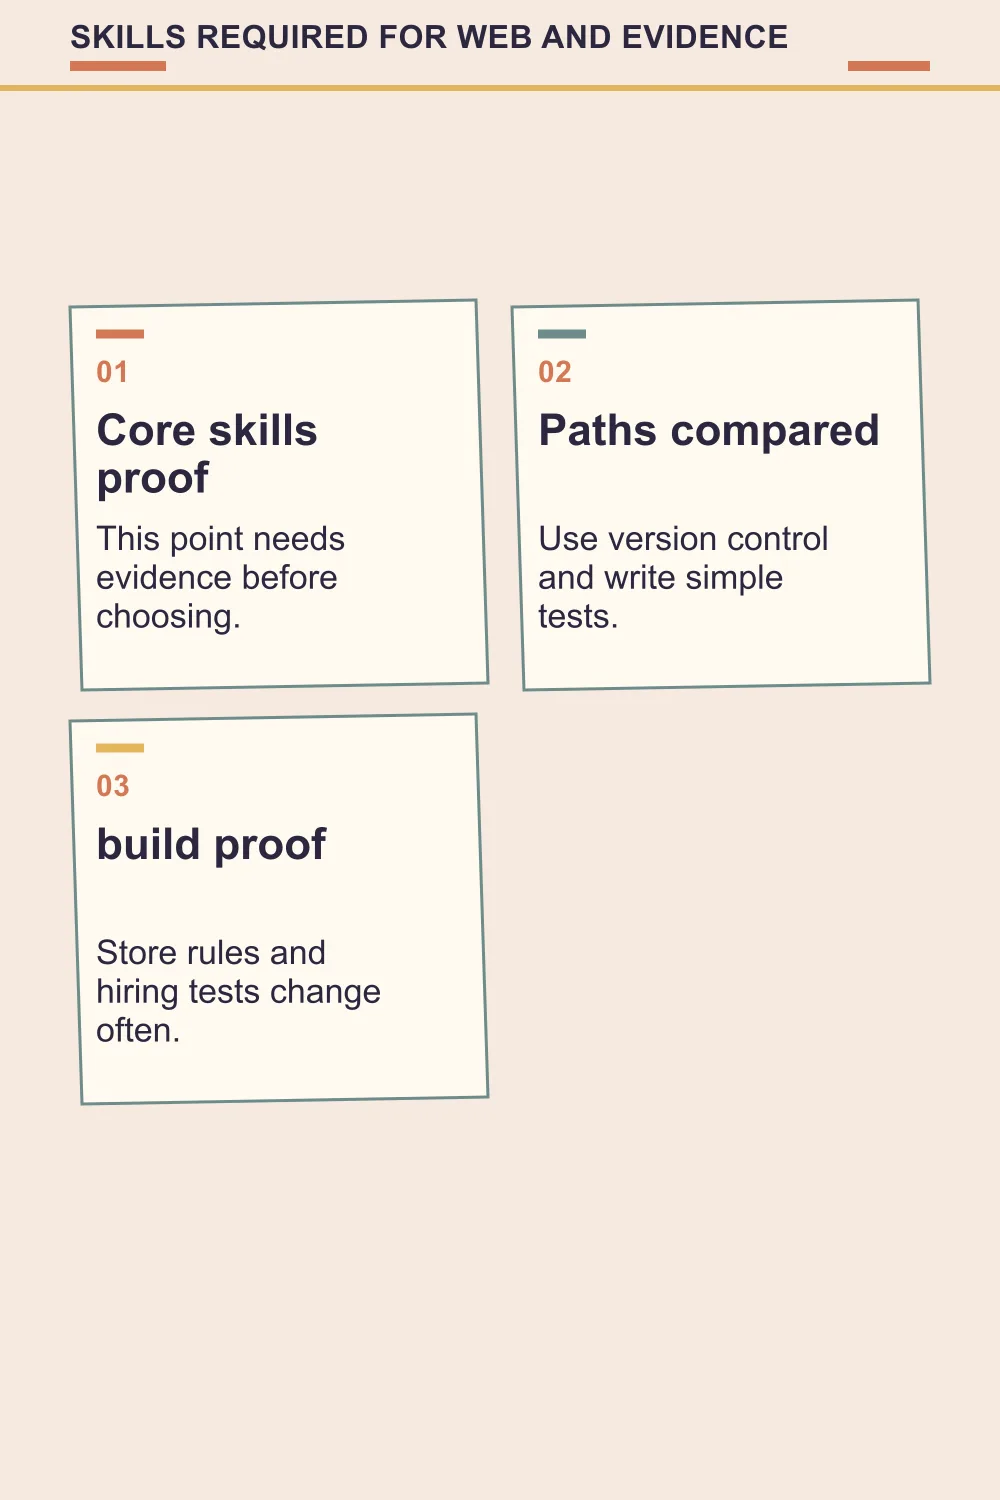 SKILLS REQUIRED FOR WEB AND EVIDENCE
01
Core skills
proof
This point needs
evidence before
choosing.
02
Paths compared
Use version control
and write simple
tests.
03
build proof
Store rules and
hiring tests change
often.